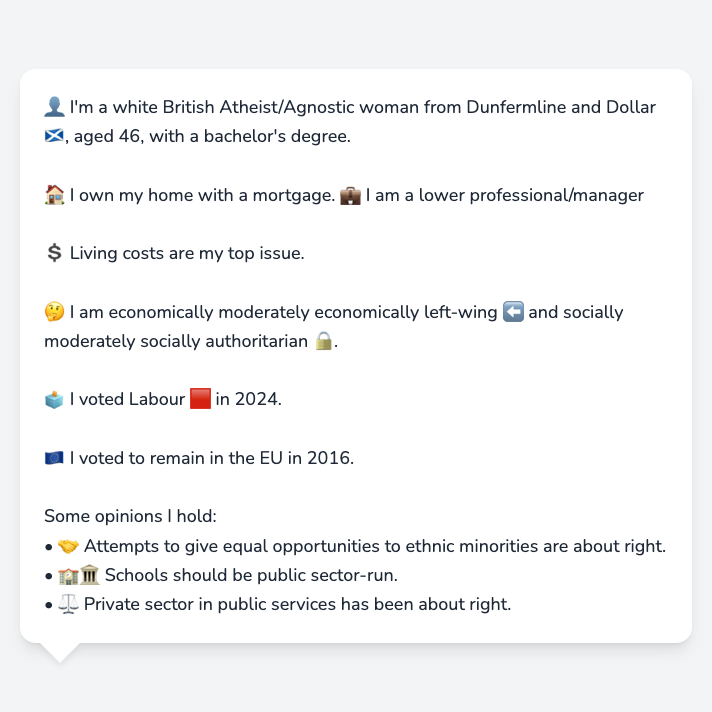 👤 I'm a white British Atheist/Agnostic woman from Dunfermline and Dollar
🏴󠁧󠁢󠁳󠁣󠁴󠁿, aged 46, with a bachelor's degree.
🏠 I own my home with a mortgage. 💼 I am a lower professional/manager
💲 Living costs are my top issue.
🤔 I am economically moderately economically left-wing ⬅️ and socially
moderately socially authoritarian 🔒.
🗳️ I voted Labour 🟥 in 2024.
🇪🇺 I voted to remain in the EU in 2016.
Some opinions I hold:
• 🤝 Attempts to give equal opportunities to ethnic minorities are about right.
• 🏫🏛️ Schools should be public sector-run.
• ⚖️ Private sector in public services has been about right.